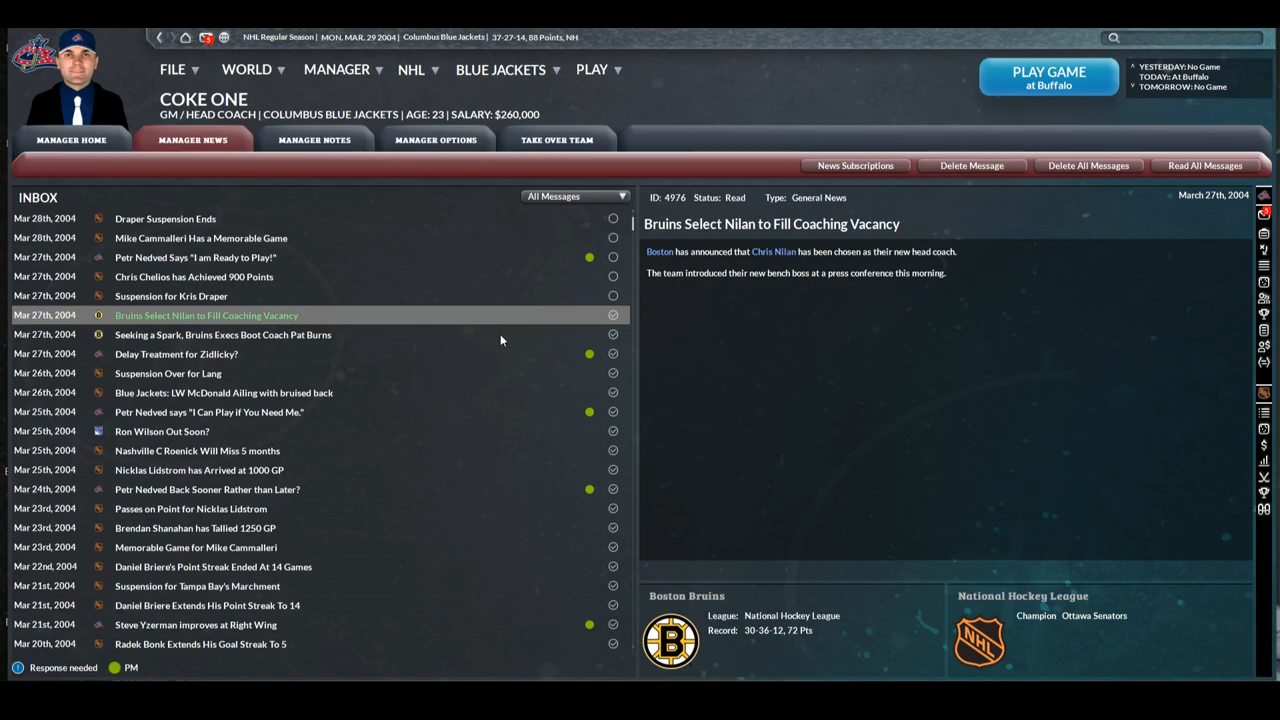 NHL Regular Season | MON. MAR. 29 2004 | Columbus Blue Jackets | 37-27-14, 88 Points, NH
FILE WORLD MANAGER NHL BLUE JACKETS PLAY
PLAY GAME
at Buffalo
YESTERDAY: No Game
TODAY:: At Buffalo
TOMORROW: No Game
COKE ONE
GM / HEAD COACH | COLUMBUS BLUE JACKETS | AGE: 23 | SALARY: $260,000
MANAGER HOME MANAGER NEWS MANAGER NOTES MANAGER OPTIONS TAKE OVER TEAM
News Subscriptions Delete Message Delete All Messages Read All Messages
INBOX All Messages
Mar 28th, 2004 Draper Suspension Ends
Mar 28th, 2004 Mike Cammalleri Has a Memorable Game
Mar 27th, 2004 Petr Nedved Says "I am Ready to Play!"
Mar 27th, 2004 Chris Chelios has Achieved 900 Points
Mar 27th, 2004 Suspension for Kris Draper
Mar 27th, 2004 Bruins Select Nilan to Fill Coaching Vacancy
Mar 27th, 2004 Seeking a Spark, Bruins Execs Boot Coach Pat Burns
Mar 27th, 2004 Delay Treatment for Zidlicky?
Mar 26th, 2004 Suspension Over for Lang
Mar 26th, 2004 Blue Jackets: LW McDonald Ailing with bruised back
Mar 25th, 2004 Petr Nedved says "I Can Play if You Need Me."
Mar 25th, 2004 Ron Wilson Out Soon?
Mar 25th, 2004 Nashville C Roenick Will Miss 5 months
Mar 25th, 2004 Nicklas Lidstrom has Arrived at 1000 GP
Mar 24th, 2004 Petr Nedved Back Sooner Rather than Later?
Mar 23rd, 2004 Passes on Point for Nicklas Lidstrom
Mar 23rd, 2004 Brendan Shanahan has Tallied 1250 GP
Mar 23rd, 2004 Memorable Game for Mike Cammalleri
Mar 22nd, 2004 Daniel Briere's Point Streak Ended At 14 Games
Mar 21st, 2004 Suspension for Tampa Bay's Marchment
Mar 21st, 2004 Daniel Briere Extends His Point Streak To 14
Mar 21st, 2004 Steve Yzerman improves at Right Wing
Mar 20th, 2004 Radek Bonk Extends His Goal Streak To 5
Response needed PM
ID: 4976 Status: Read Type: General News March 27th, 2004
Bruins Select Nilan to Fill Coaching Vacancy
Boston has announced that Chris Nilan has been chosen as their new head coach.
The team introduced their new bench boss at a press conference this morning.
Boston Bruins
League: National Hockey League
Record: 30-36-12, 72 Pts
National Hockey League
Champion Ottawa Senators